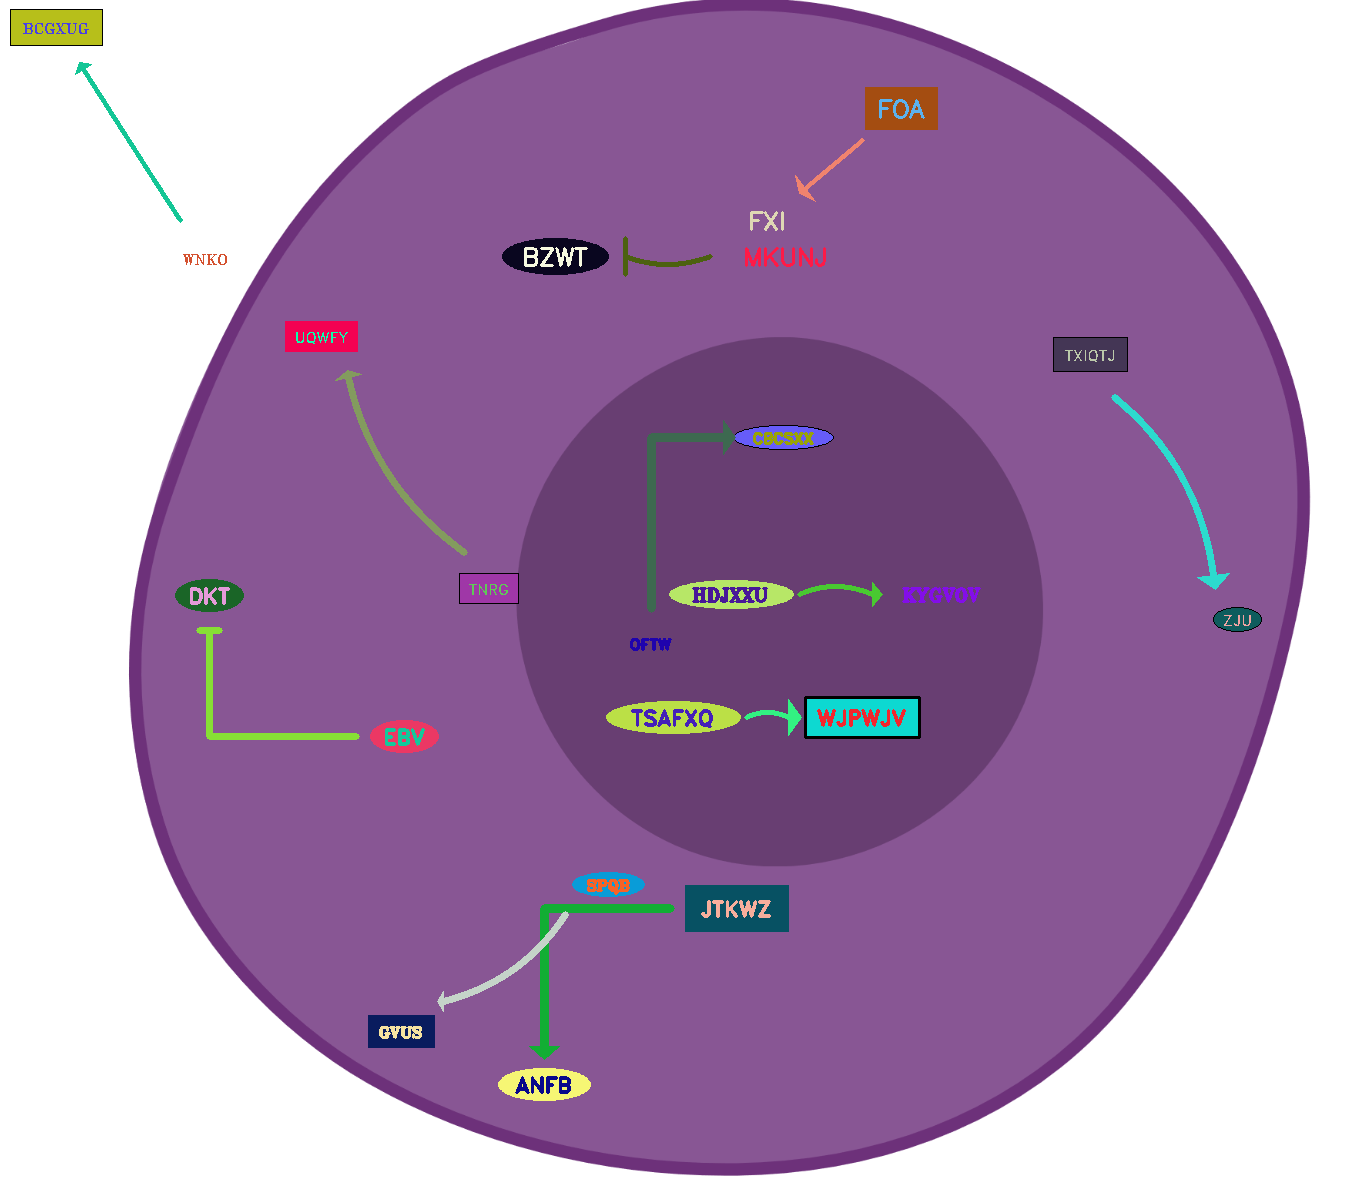 BCGXUG
FOA
FXI
WNKO
BZWT
MKUNJ
UQWFY
TXIQTJ
CBCSXX
TNRG
DKT
HDJXXU
KYGVOV
ZJU
OFTW
TSAFXQ
WJPWJV
EBV
SPQB
JTKWZ
GVUS
ANFB